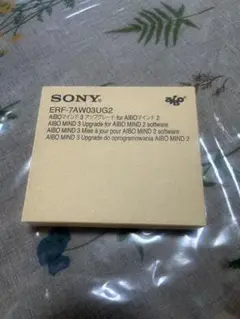 SONY®
aibo
ERF-7AW03UG2
AIBOマインド 3 アップグレード for AIBOマインド 2
AIBO MIND 3 Upgrade for AIBO MIND 2 software
AIBO MIND 3 Mise à jour pour AIBO MIND 2 software
AIBO MIND 3 Upgrade do oprogramowania AIBO MIND 2